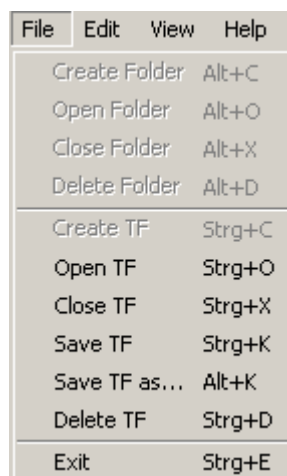 File Edit View Help
Create Folder Alt+C
Open Folder Alt+O
Close Folder Alt+X
Delete Folder Alt+D
Create TF Strg+C
Open TF Strg+O
Close TF Strg+X
Save TF Strg+K
Save TF as... Alt+K
Delete TF Strg+D
Exit Strg+E